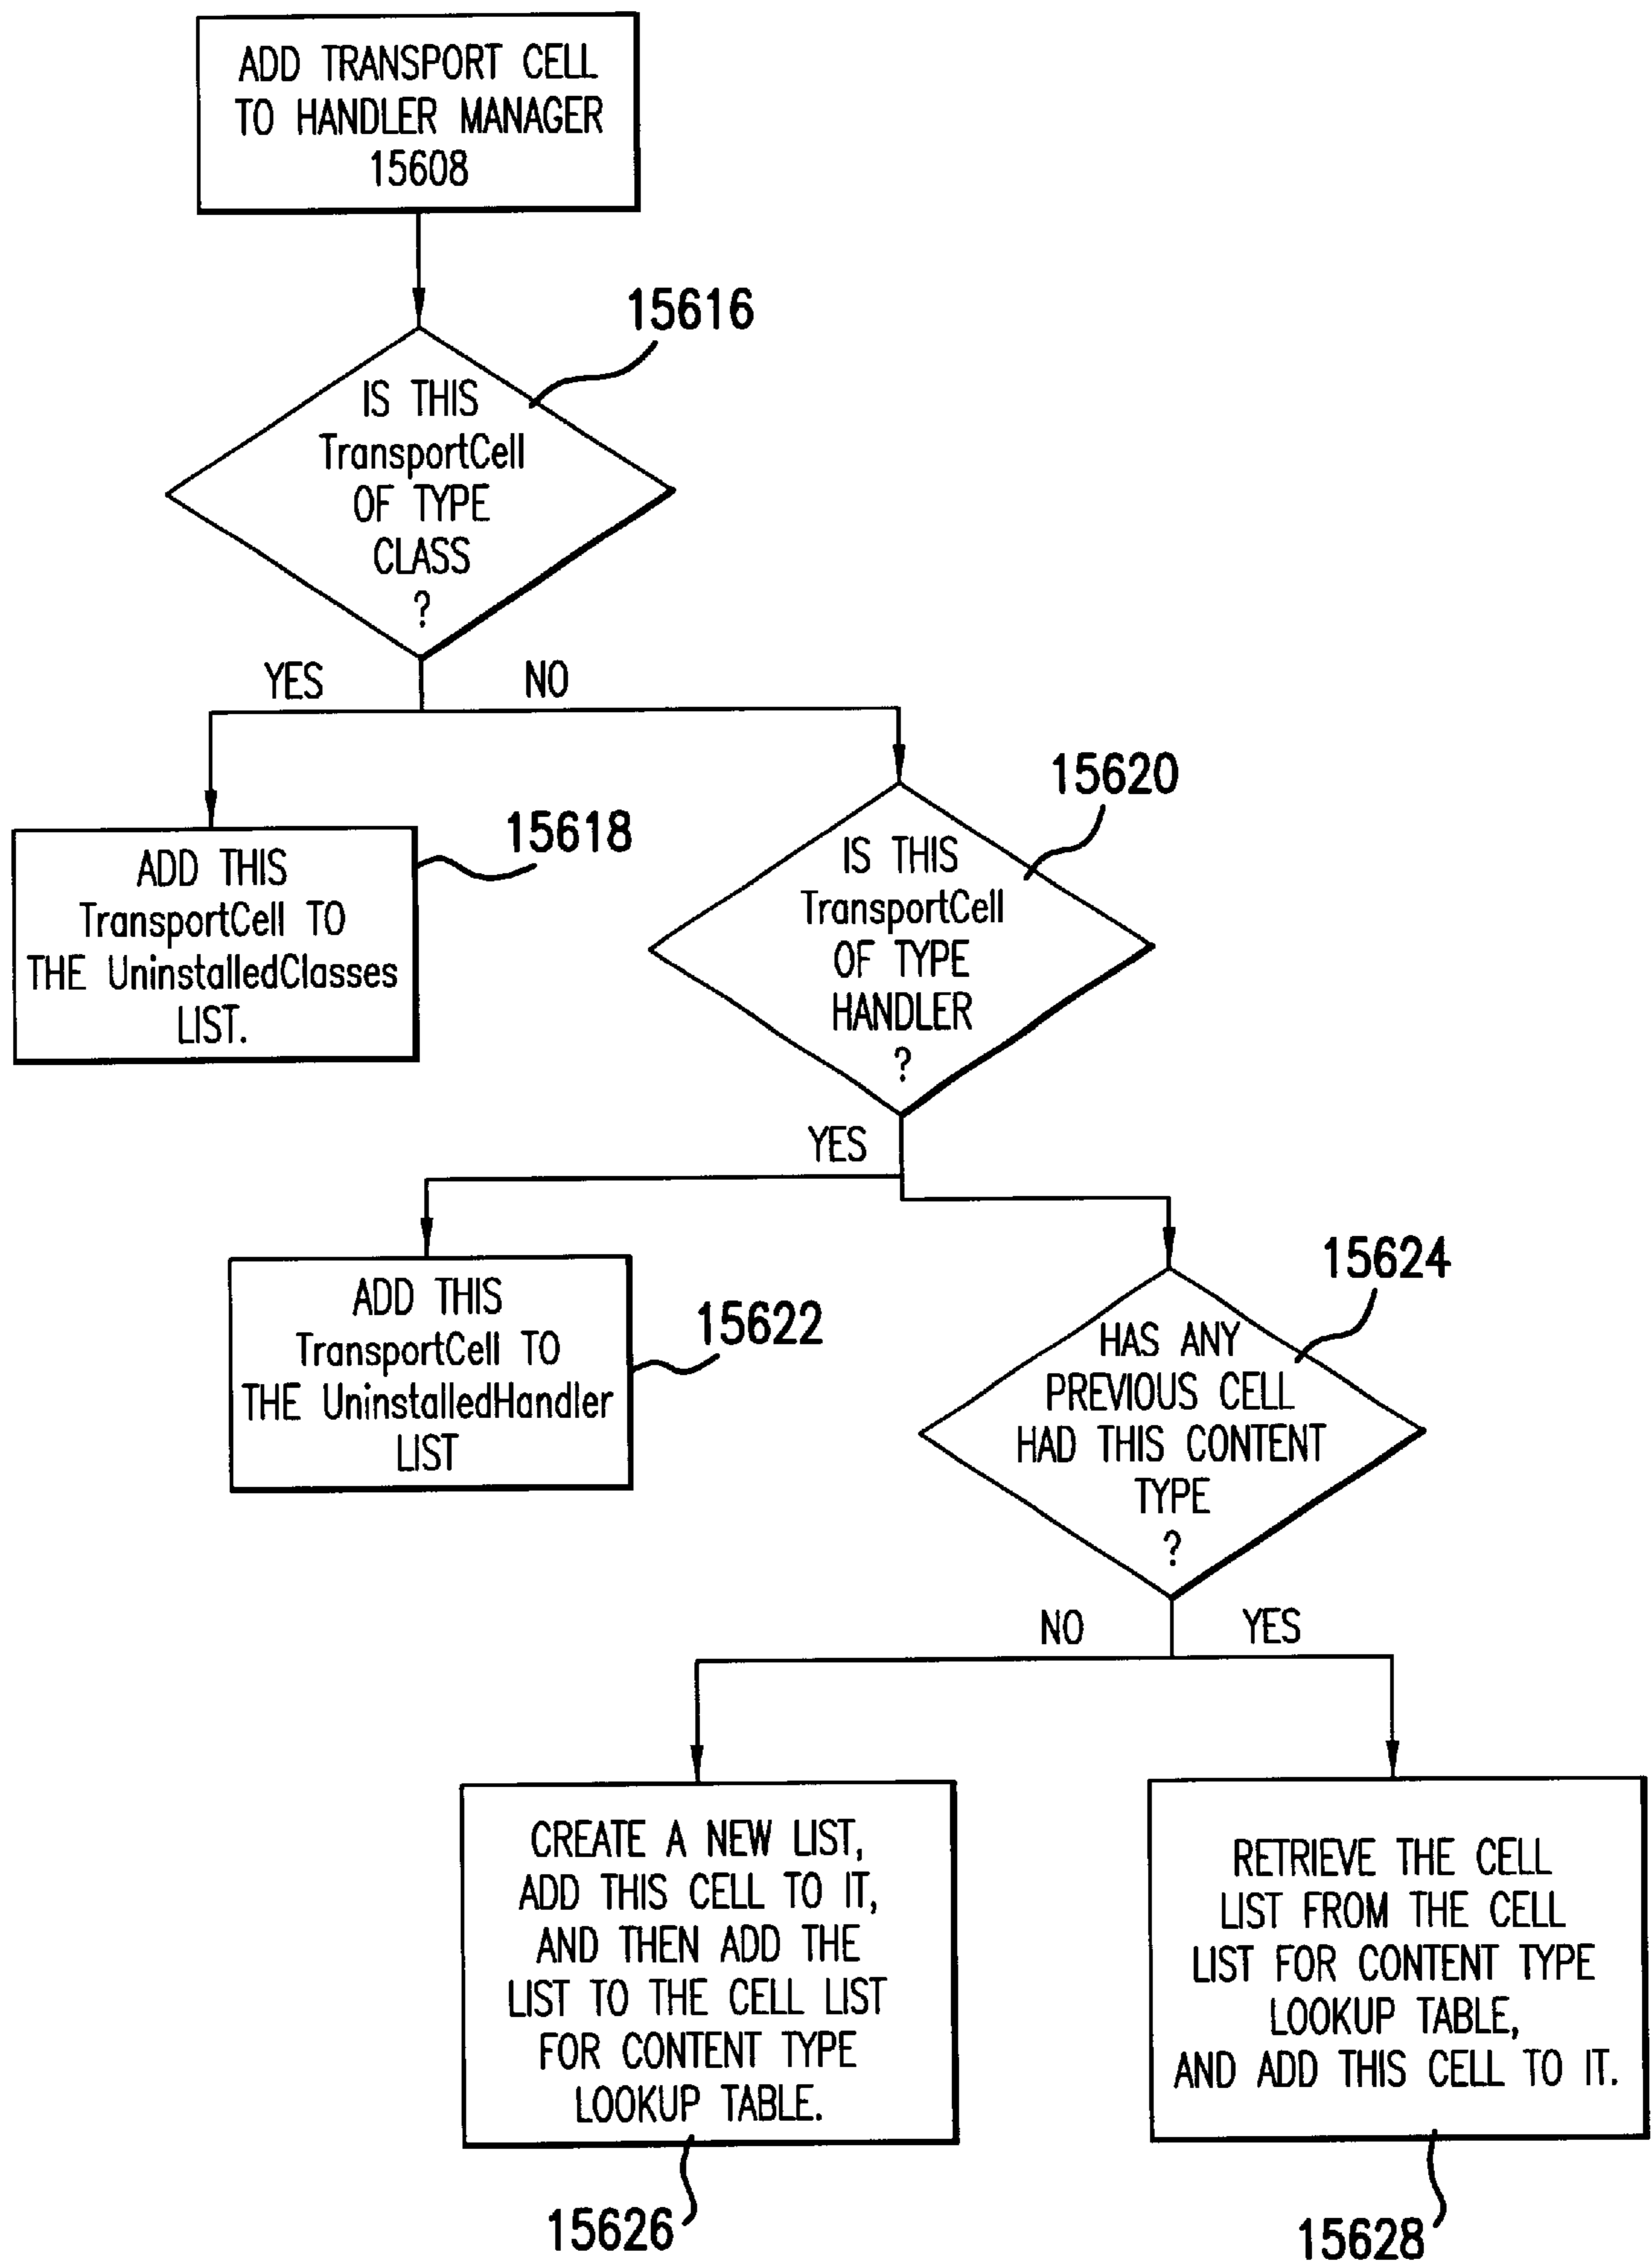 ADD TRANSPORT CELL
TO HANDLER MANAGER
15608
15616
IS THIS
TransportCell
OF TYPE
CLASS
?
YES
NO
15618
ADD THIS
TransportCell TO
THE UninstalledClasses
LIST.
15620
IS THIS
TransportCell
OF TYPE
HANDLER
?
YES
15622
ADD THIS
TransportCell TO
THE UninstalledHandler
LIST
15624
HAS ANY
PREVIOUS CELL
HAD THIS CONTENT
TYPE
?
NO
YES
CREATE A NEW LIST,
ADD THIS CELL TO IT,
AND THEN ADD THE
LIST TO THE CELL LIST
FOR CONTENT TYPE
LOOKUP TABLE.
15626
RETRIEVE THE CELL
LIST FROM THE CELL
LIST FOR CONTENT TYPE
LOOKUP TABLE,
AND ADD THIS CELL TO IT.
15628